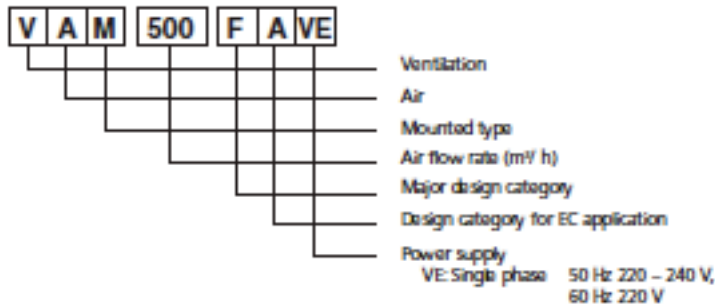 V A M 500 F A VE
Ventilation
Air
Mounted type
Air flow rate (m³/ h)
Major design category
Design category for EC application
Power supply
VE: Single phase 50 Hz 220 – 240 V,
60 Hz 220 V